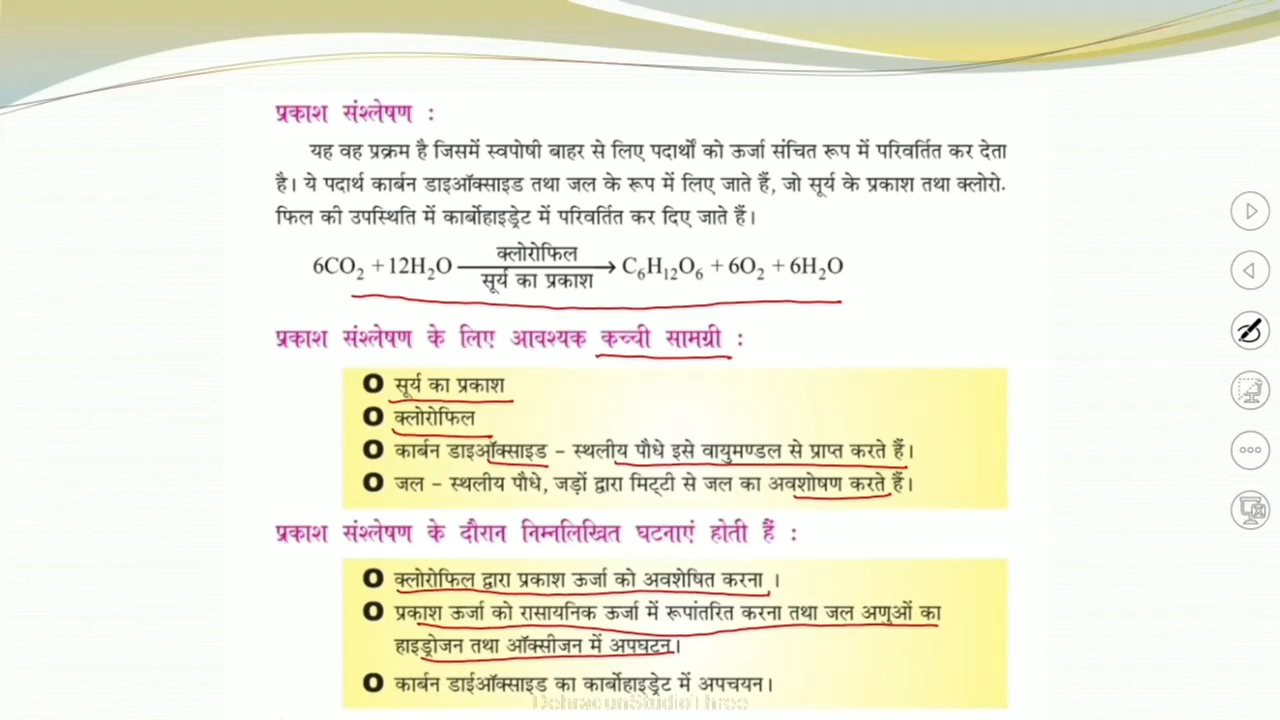 प्रकाश संश्लेषण :
यह वह प्रक्रम है जिसमें स्वपोषी बाहर से लिए पदार्थों को ऊर्जा संचित रूप में परिवर्तित कर देता
है। ये पदार्थ कार्बन डाइऑक्साइड तथा जल के रूप में लिए जाते हैं, जो सूर्य के प्रकाश तथा क्लोरो.
फिल की उपस्थिति में कार्बोहाइड्रेट में परिवर्तित कर दिए जाते हैं।
क्लोरोफिल
6CO₂ + 12H₂O ⟶ C₆H₁₂O₆ + 6O₂ + 6H₂O
सूर्य का प्रकाश
प्रकाश संश्लेषण के लिए आवश्यक कच्ची सामग्री :
O सूर्य का प्रकाश
O क्लोरोफिल
O कार्बन डाइऑक्साइड – स्थलीय पौधे इसे वायुमण्डल से प्राप्त करते हैं।
O जल – स्थलीय पौधे, जड़ों द्वारा मिट्टी से जल का अवशोषण करते हैं।
प्रकाश संश्लेषण के दौरान निम्नलिखित घटनाएं होती हैं :
O क्लोरोफिल द्वारा प्रकाश ऊर्जा को अवशेषित करना ।
O प्रकाश ऊर्जा को रासायनिक ऊर्जा में रूपांतरित करना तथा जल अणुओं का
हाइड्रोजन तथा ऑक्सीजन में अपघटन।
O कार्बन डाईऑक्साइड का कार्बोहाइड्रेट में अपचयन।
DehradunStudioThree